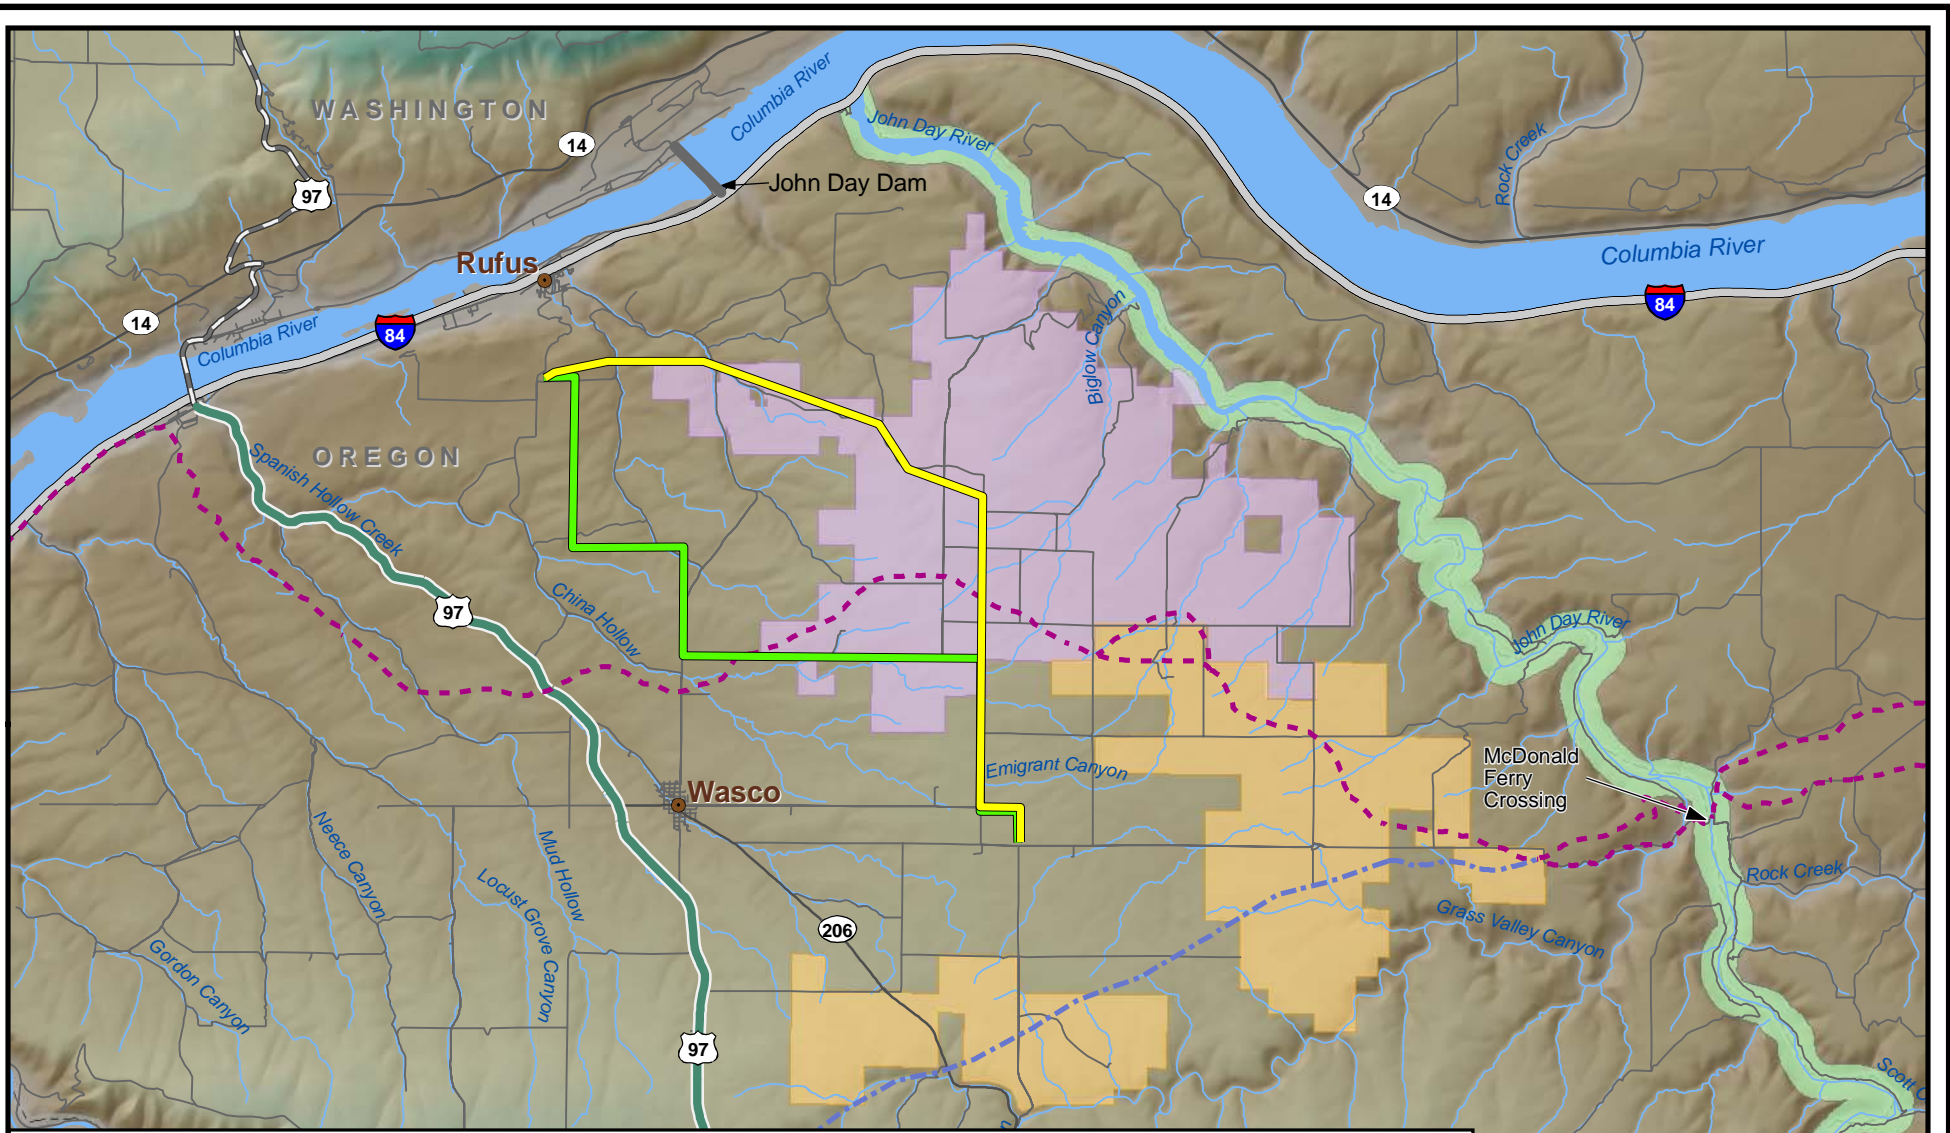 Columbia River
WASHINGTON
14
John Day River
Rock Creek
97
John Day Dam
14
Columbia River
Rufus
84
14
84
Columbia River
Biglow Canyon
OREGON
Spanish Hollow Creek
China Hollow
97
John Day River
McDonald
Ferry
Crossing
Emigrant Canyon
Wasco
Neece Canyon
Mud Hollow
Locust Grove Canyon
Rock Creek
Grass Valley Canyon
206
Gordon Canyon
97
Scott C
n